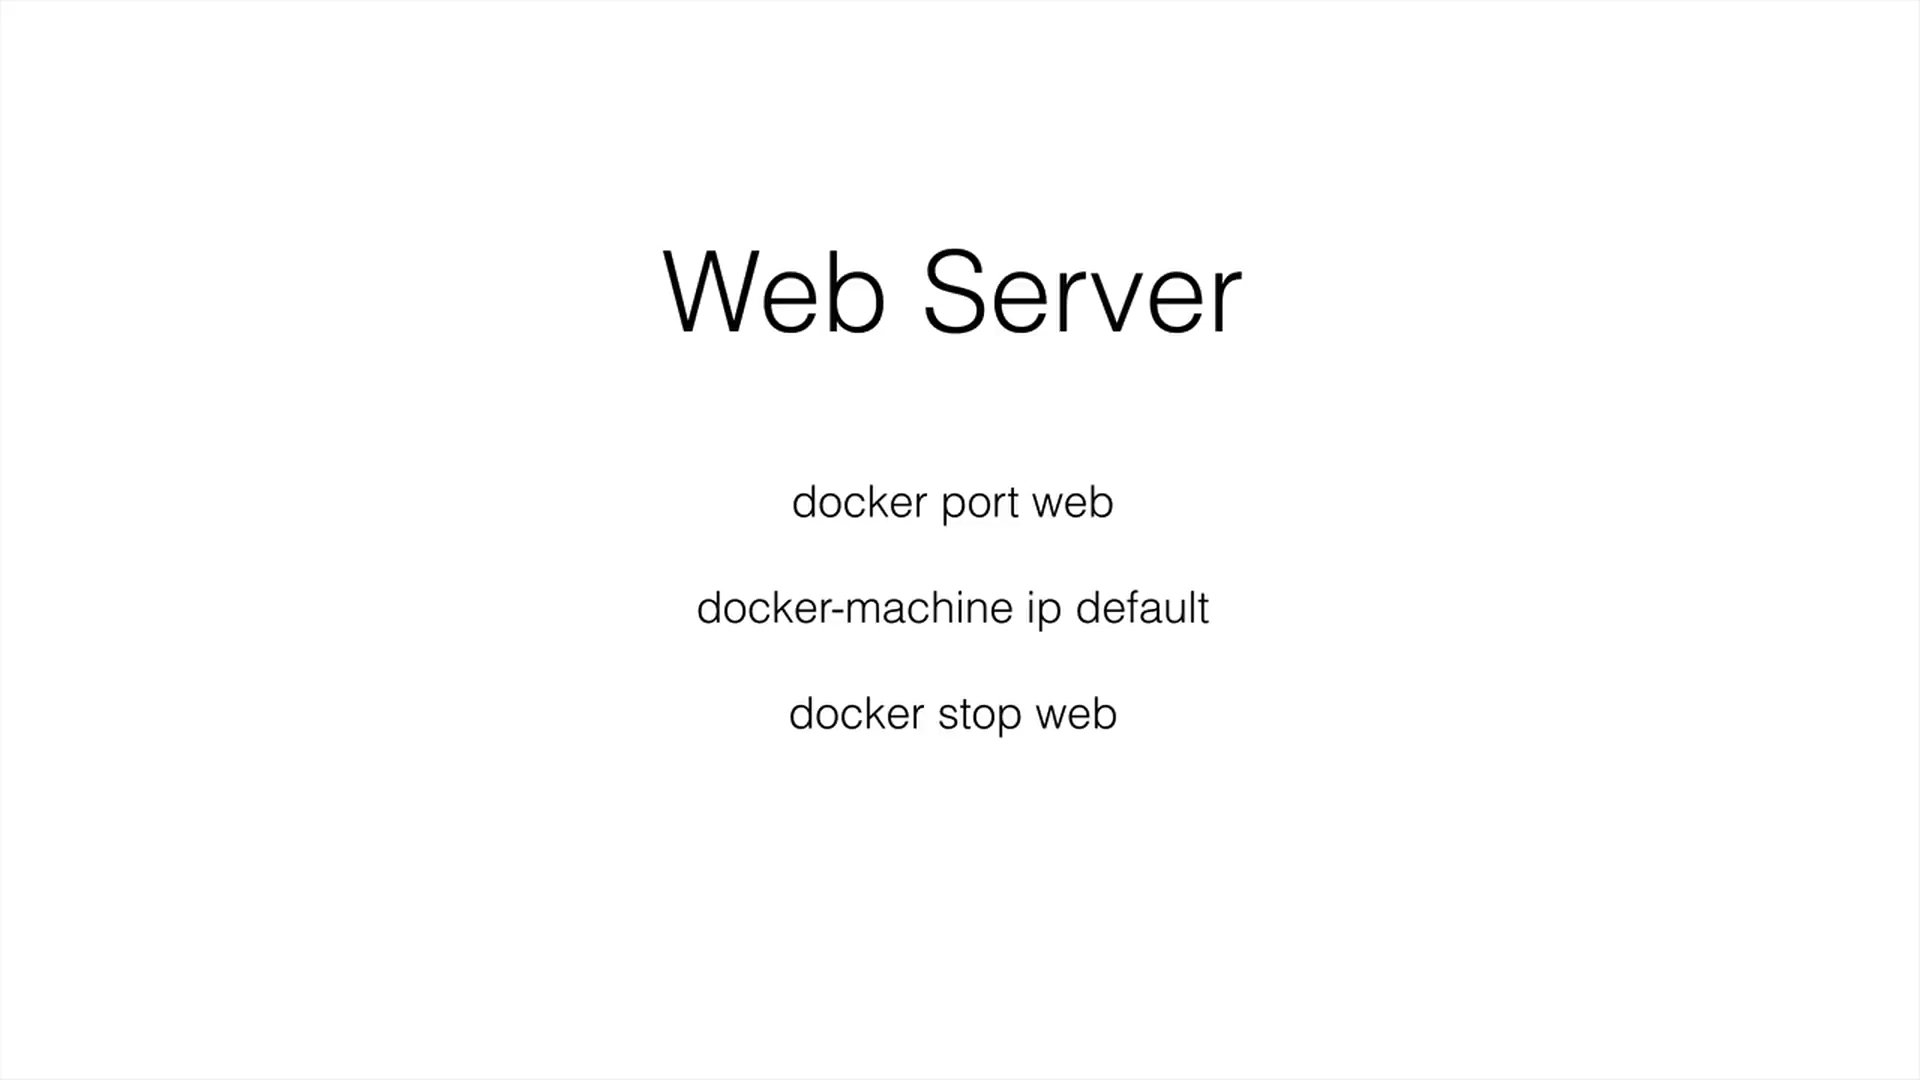 Web Server
docker port web
docker-machine ip default
docker stop web